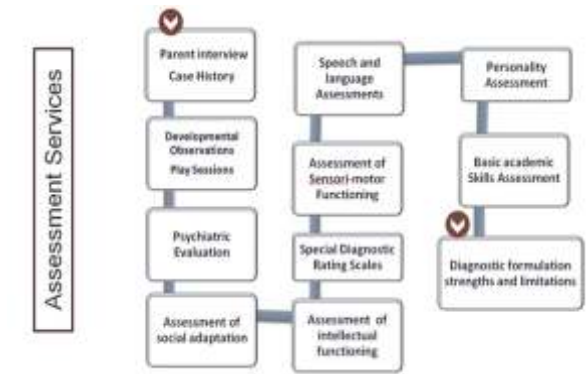 Assessment Services
Parent interview
Case History
Developmental
Observations
Play Sessions
Psychiatric
Evaluation
Assessment of
social adaptation
Assessment of
intellectual
functioning
Special Diagnostic
Rating Scales
Assessment of
Sensori-motor
Functioning
Speech and
language
Assessments
Personality
Assessment
Basic academic
Skills Assessment
Diagnostic formulation
strengths and limitations